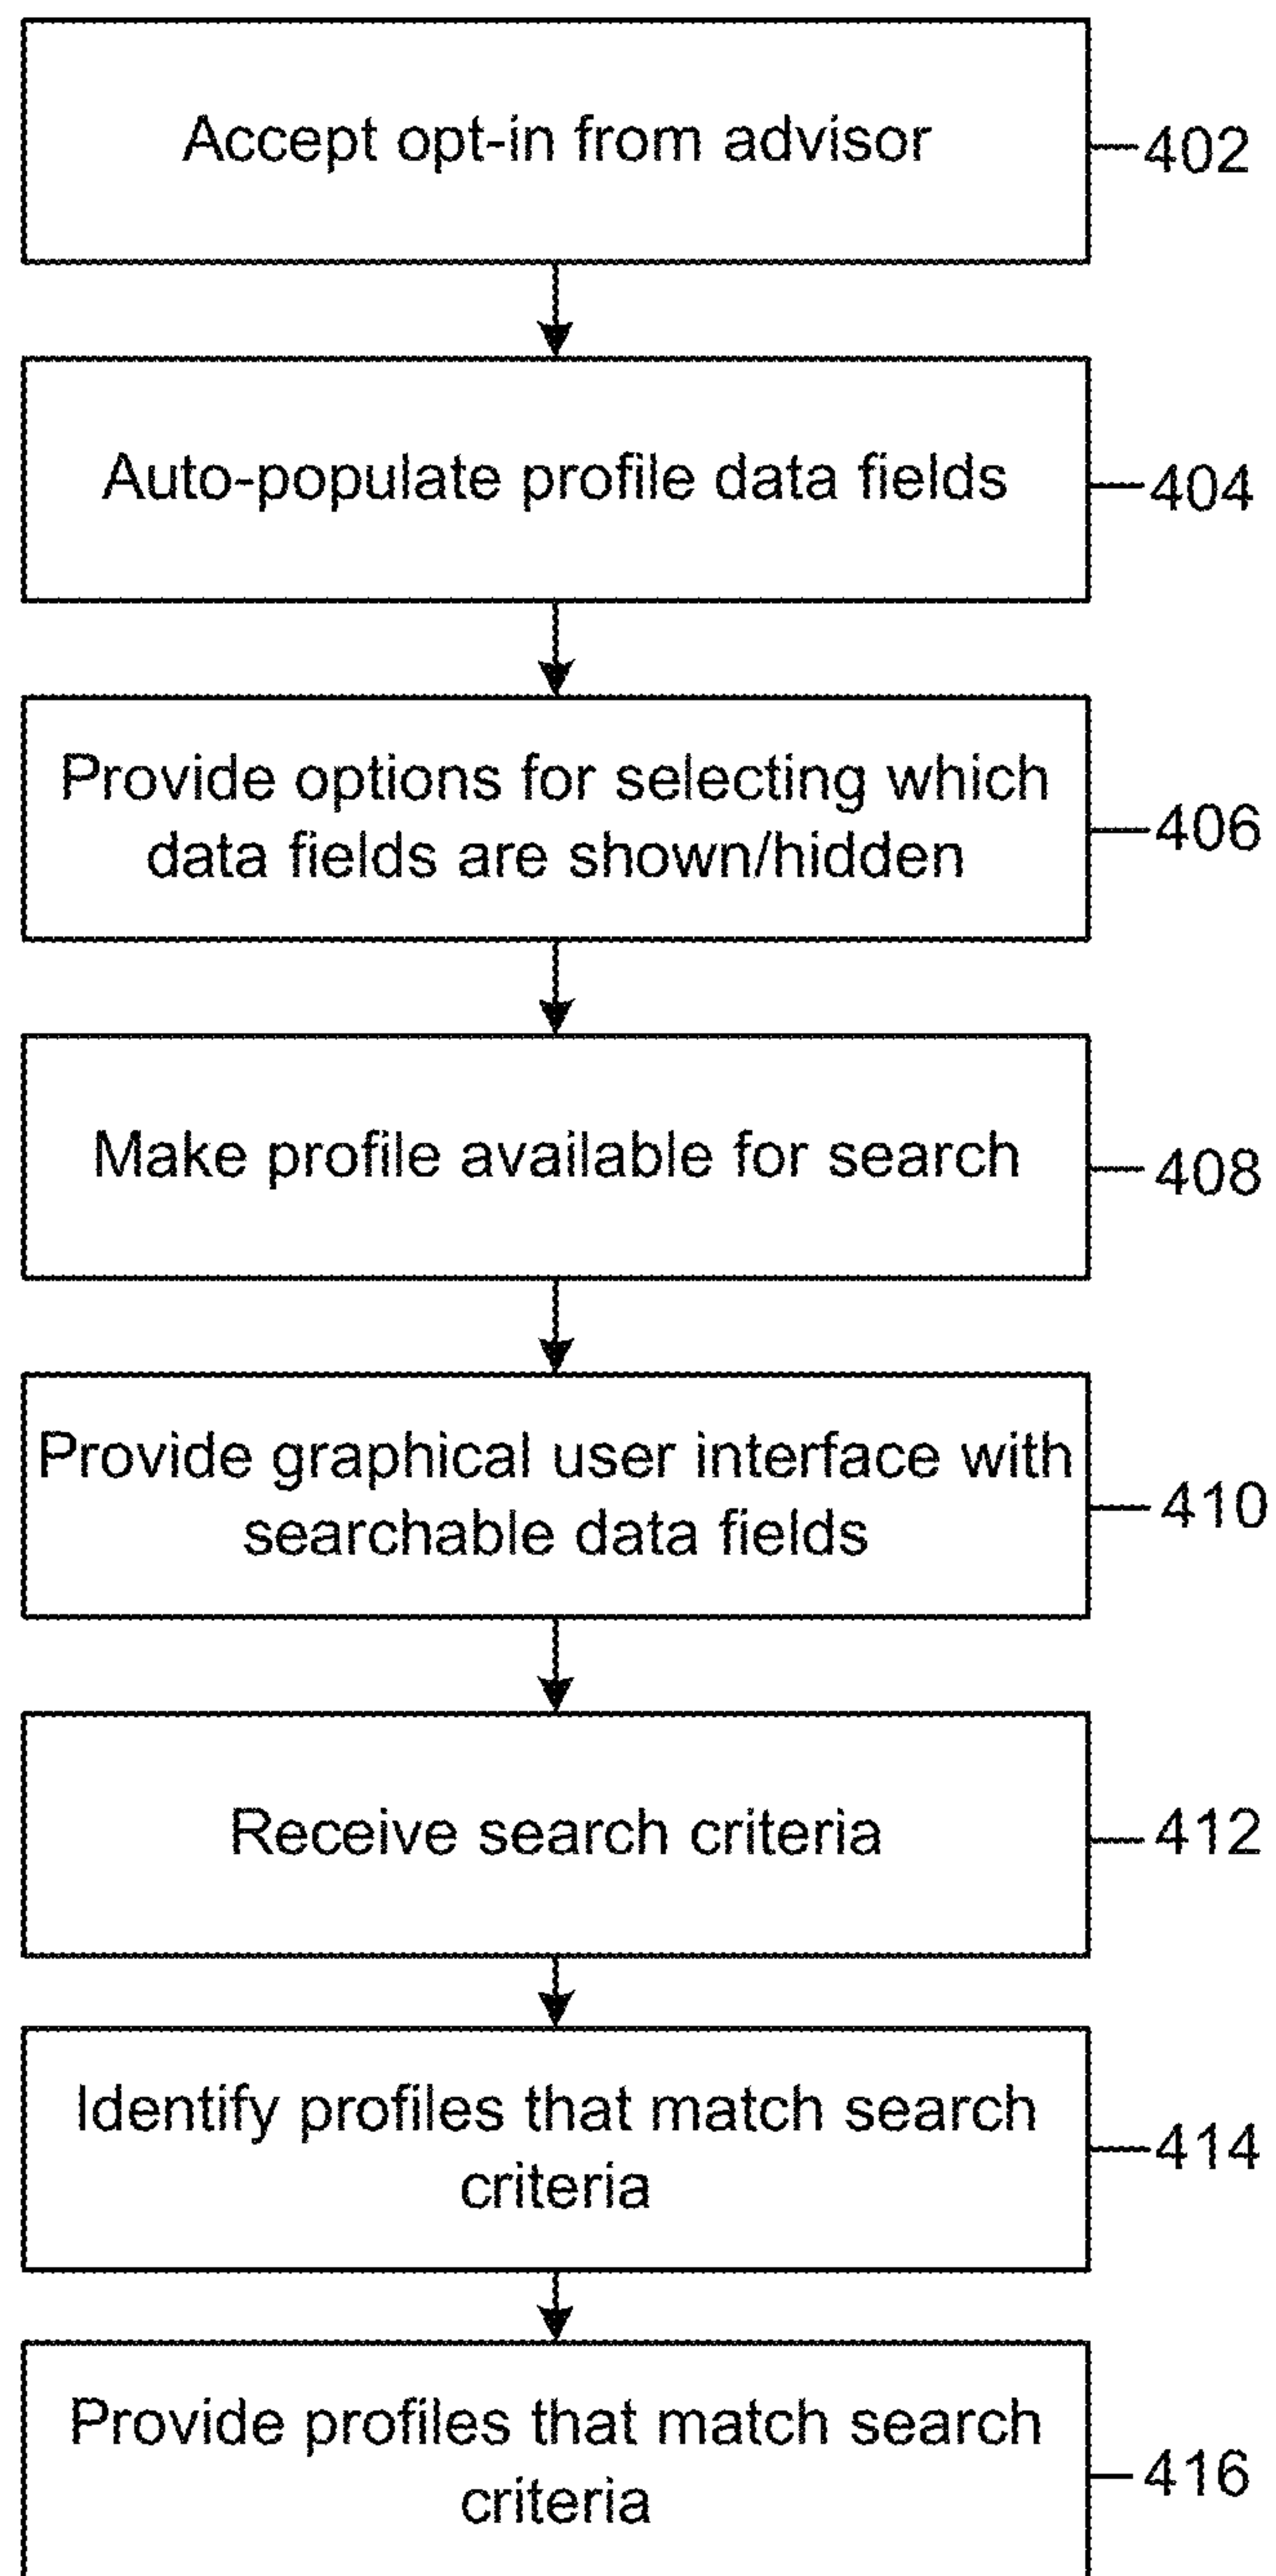 Accept opt-in from advisor
402
Auto-populate profile data fields
404
Provide options for selecting which
data fields are shown/hidden
406
Make profile available for search
408
Provide graphical user interface with
searchable data fields
410
Receive search criteria
412
Identify profiles that match search
criteria
414
Provide profiles that match search
criteria
416